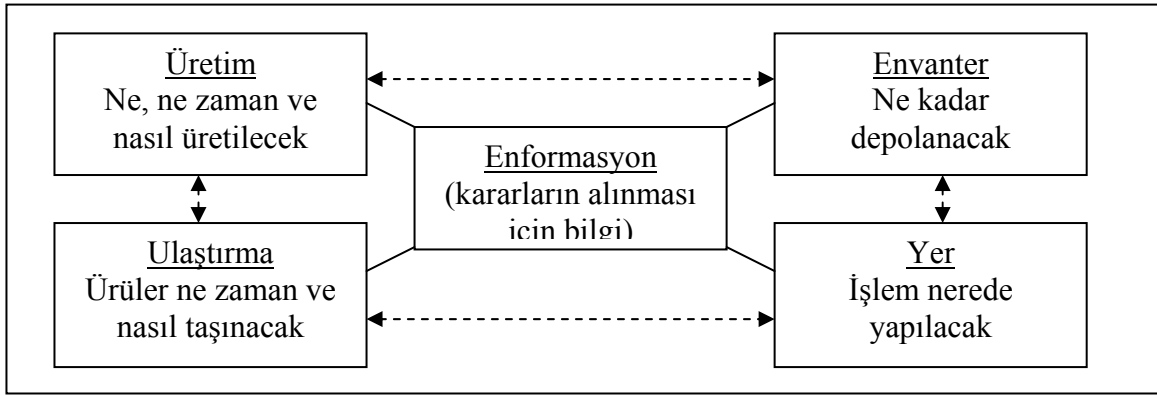 Üretim
Ne, ne zaman ve
nasıl üretilecek
Envanter
Ne kadar
depolanacak
Enformasyon
(kararların alınması
için bilgi)
Ulaştırma
Ürüler ne zaman ve
nasıl taşınacak
Yer
İşlem nerede
yapılacak